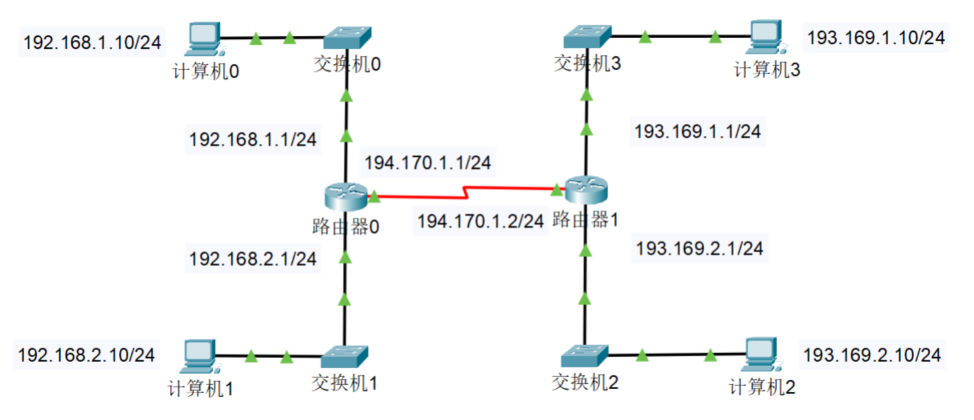 192.168.1.10/24
计算机0
交换机0
交换机3
计算机3
193.169.1.10/24
192.168.1.1/24
193.169.1.1/24
194.170.1.1/24
路由器0
194.170.1.2/24
路由器1
192.168.2.1/24
193.169.2.1/24
192.168.2.10/24
计算机1
交换机1
交换机2
计算机2
193.169.2.10/24